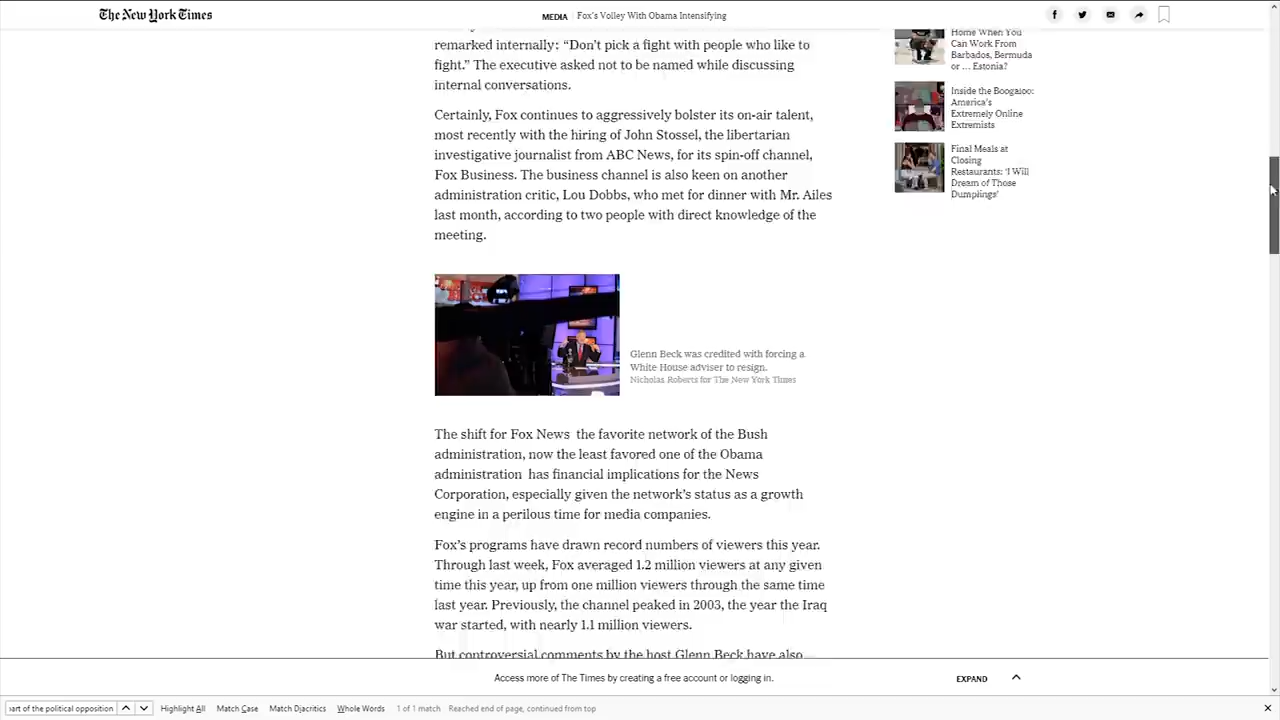 The New York Times
MEDIA Fox's Volley With Obama Intensifying
remarked internally: “Don't pick a fight with people who like to
fight.” The executive asked not to be named while discussing
internal conversations.
Certainly, Fox continues to aggressively bolster its on-air talent,
most recently with the hiring of John Stossel, the libertarian
investigative journalist from ABC News, for its spin-off channel,
Fox Business. The business channel is also keen on another
administration critic, Lou Dobbs, who met for dinner with Mr. Ailes
last month, according to two people with direct knowledge of the
meeting.
Glenn Beck was credited with forcing a
White House adviser to resign.
Nicholas Roberts for The New York Times
The shift for Fox News the favorite network of the Bush
administration, now the least favored one of the Obama
administration has financial implications for the News
Corporation, especially given the network's status as a growth
engine in a perilous time for media companies.
Fox's programs have drawn record numbers of viewers this year.
Through last week, Fox averaged 1.2 million viewers at any given
time this year, up from one million viewers through the same time
last year. Previously, the channel peaked in 2003, the year the Iraq
war started, with nearly 1.1 million viewers.
But controversial comments by the host Glenn Beck have also
Home When You
Can Work From
Barbados, Bermuda
or ... Estonia?
Inside the Boogaloo:
America's
Extremely Online
Extremists
Final Meals at
Closing
Restaurants: ‘I Will
Dream of Those
Dumplings’
Access more of The Times by creating a free account or logging in.
EXPAND
art of the political opposition Highlight All Match Case Match Diacritics Whole Words 1 of 1 match Reached end of page, continued from top